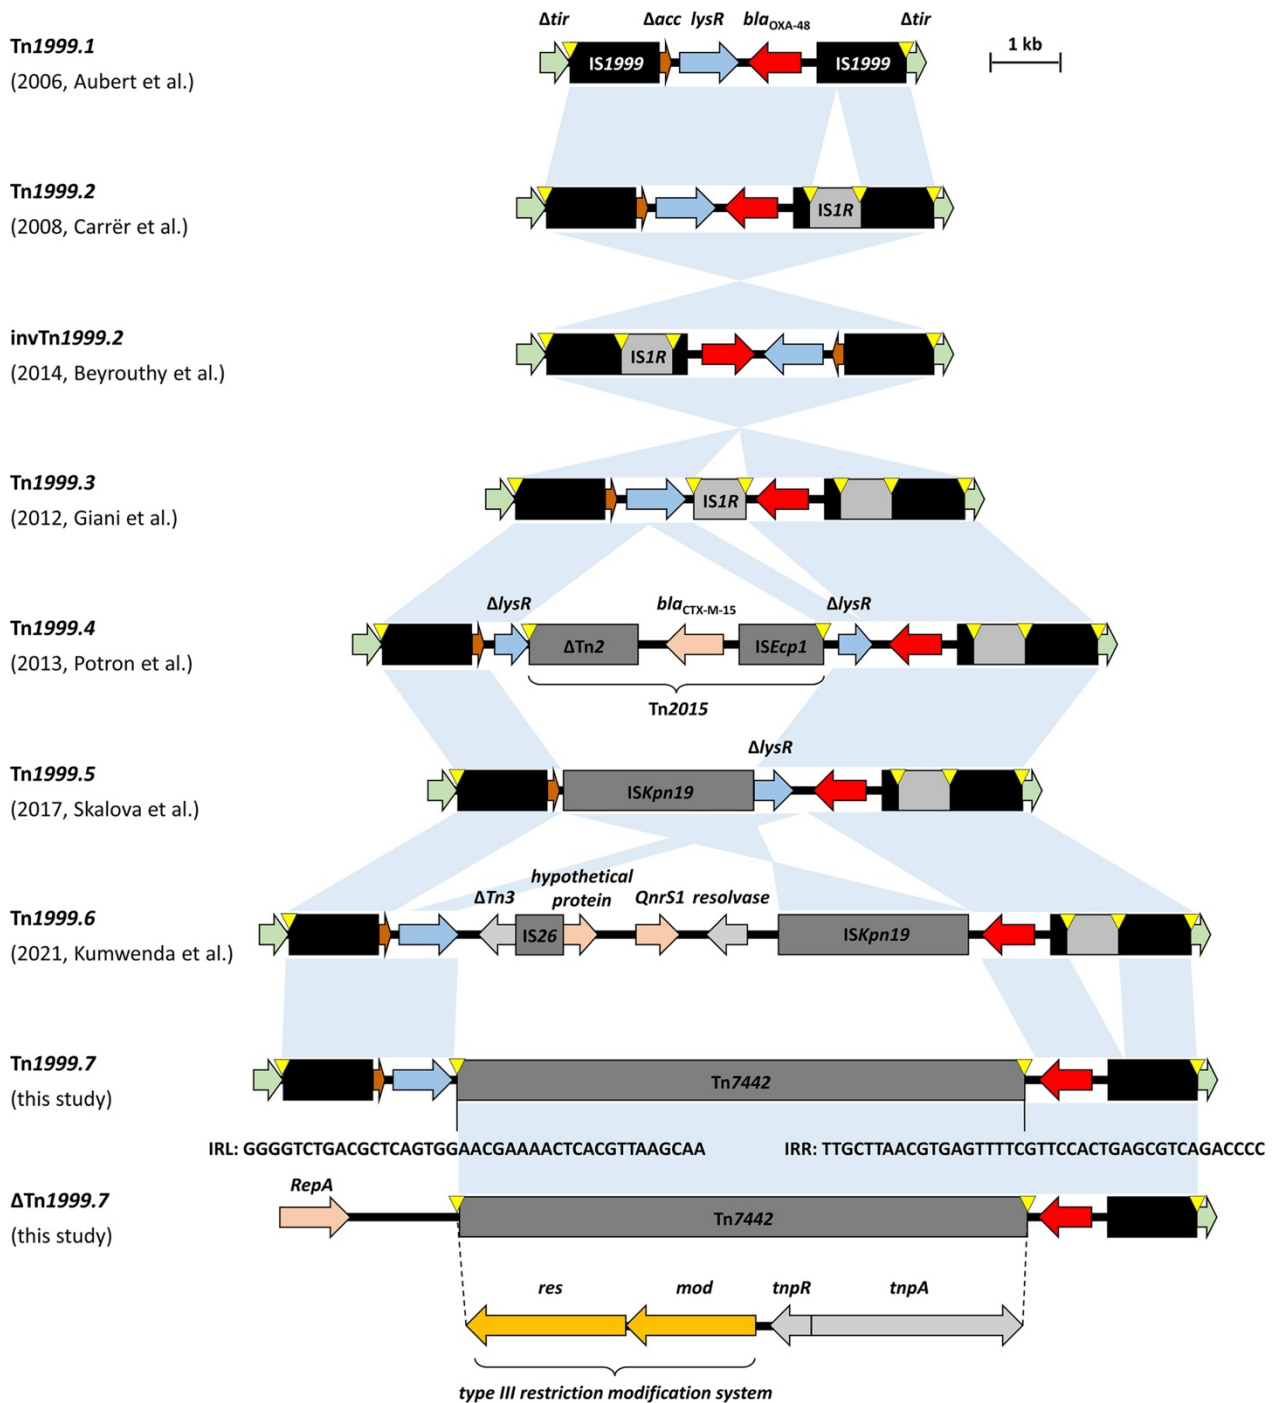 Δtir Δacc lysR blaOXA-48 Δtir
Tn1999.1 IS1999 IS1999 1 kb
(2006, Aubert et al.)
Tn1999.2 IS1R
(2008, Carrër et al.)
invTn1999.2 IS1R
(2014, Beyrouthy et al.)
Tn1999.3 IS1R
(2012, Giani et al.)
ΔlysR blaCTX-M-15 ΔlysR
Tn1999.4 ΔTn2 ISEcp1
(2013, Potron et al.)
Tn2015
ΔlysR
Tn1999.5 ISKpn19
(2017, Skalova et al.)
hypothetical
ΔTn3 protein QnrS1 resolvase
Tn1999.6 IS26 ISKpn19
(2021, Kumwenda et al.)
Tn1999.7 Tn7442
(this study)
IRL: GGGGTCTGACGCTCAGTGGAACGAAAACTCACGTTAAGCAA IRR: TTGCTTAACGTGAGTTTTCGTTCCACTGAGCGTCAGACCCC
RepA
ΔTn1999.7 Tn7442
(this study)
res mod tnpR tnpA
type III restriction modification system